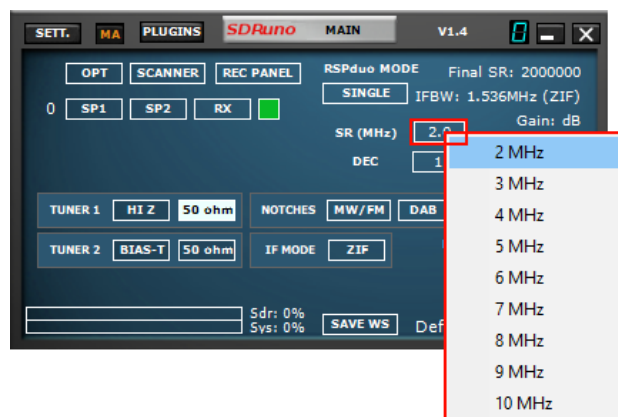 SETT. MA PLUGINS SDRuno MAIN V1.4
OPT SCANNER REC PANEL RSPduo MODE Final SR: 2000000
SINGLE IFBW: 1.536MHz (ZIF)
0 SP1 SP2 RX Gain: dB
SR (MHz) 2.0
DEC 1
2 MHz
3 MHz
4 MHz
5 MHz
6 MHz
7 MHz
8 MHz
9 MHz
10 MHz
TUNER 1 HI Z 50 ohm NOTCHES MW/FM DAB
TUNER 2 BIAS-T 50 ohm IF MODE ZIF
Sdr: 0%
Sys: 0% SAVE WS Def